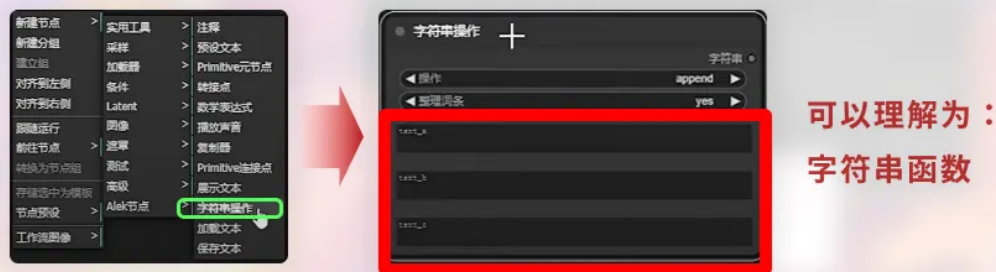 新建节点 >
新建分组
建立组
对齐到左侧
对齐到右侧
跟随运行
前往节点 >
转换为节点组
存储选中为模板
节点预设 >
工作流图像 >
实用工具 >
采样 >
加载器 >
条件 >
Latent >
图像 >
遮罩 >
测试 >
高级 >
Alek节点 >
注释
预设文本
Primitive元节点
转接点
数学表达式
播放声音
复制器
Primitive连接点
展示文本
字符串操作
加载文本
保存文本
字符串操作
字符串
操作 append
整理词条 yes
text_a
text_b
text_c
可以理解为：
字符串函数